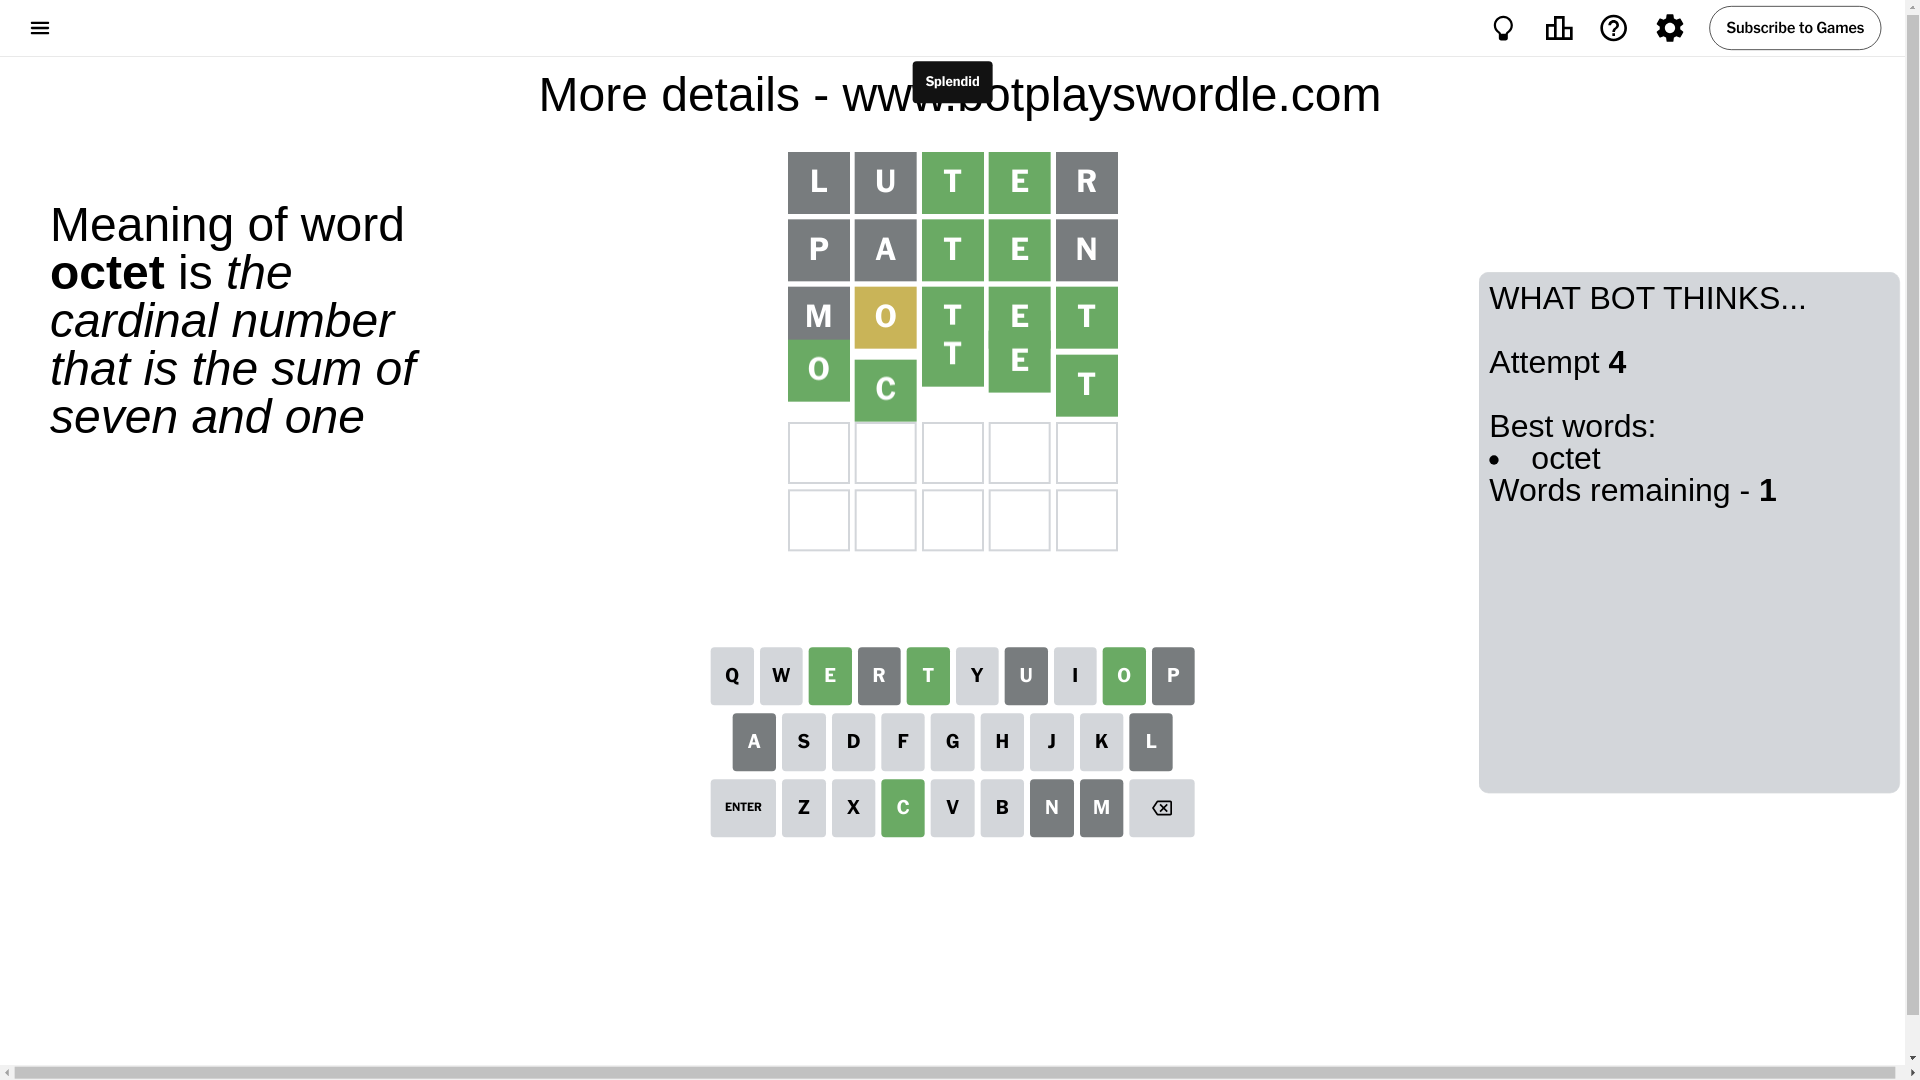 Subscribe to Games
Splendid
More details - www.botplayswordle.com
Meaning of word
octet is the
cardinal number
that is the sum of
seven and one
L U T E R
P A T E N
M O T E T
O C T E T
WHAT BOT THINKS...
Attempt 4
Best words:
• octet
Words remaining - 1
Q W E R T Y U I O P
A S D F G H J K L
ENTER Z X C V B N M